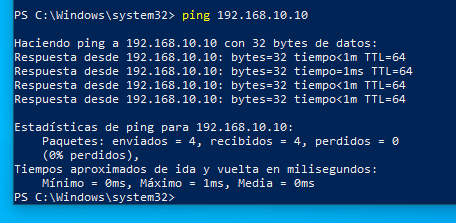 PS C:\Windows\system32> ping 192.168.10.10
Haciendo ping a 192.168.10.10 con 32 bytes de datos:
Respuesta desde 192.168.10.10: bytes=32 tiempo<1m TTL=64
Respuesta desde 192.168.10.10: bytes=32 tiempo=1ms TTL=64
Respuesta desde 192.168.10.10: bytes=32 tiempo<1m TTL=64
Respuesta desde 192.168.10.10: bytes=32 tiempo<1m TTL=64
Estadísticas de ping para 192.168.10.10:
Paquetes: enviados = 4, recibidos = 4, perdidos = 0
(0% perdidos),
Tiempos aproximados de ida y vuelta en milisegundos:
Mínimo = 0ms, Máximo = 1ms, Media = 0ms
PS C:\Windows\system32>